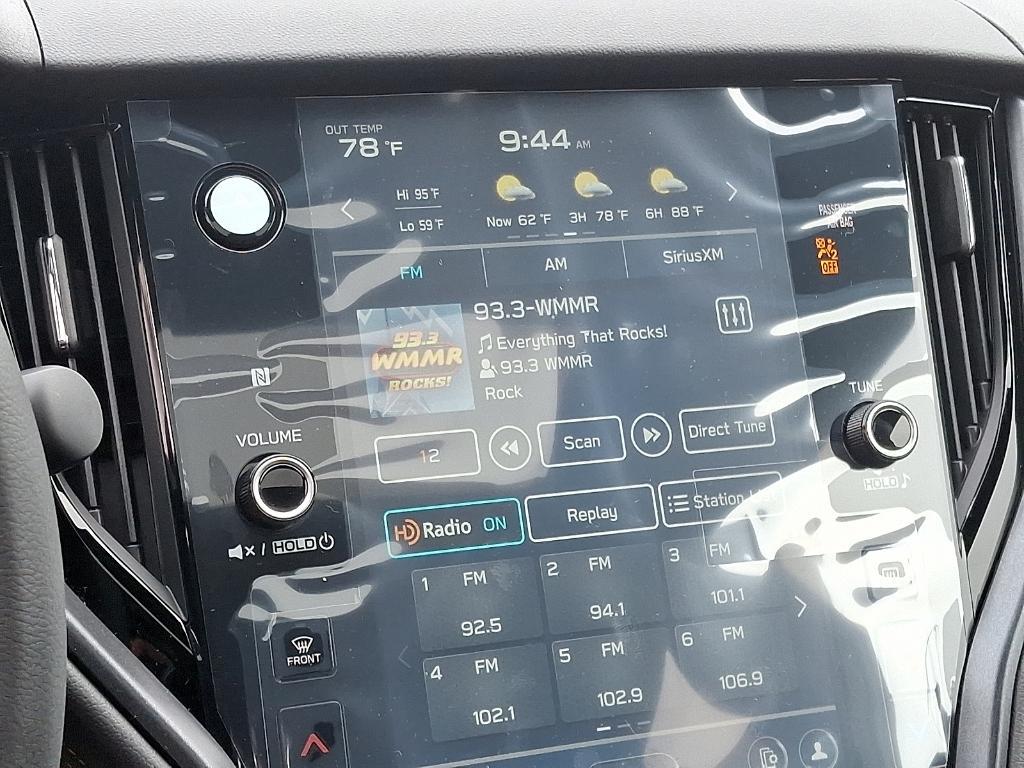 OUT TEMP
78 °F
9:44 AM
Hi 95°F
Lo 59°F
Now 62 °F
3H 78 °F
6H 88 °F
PASSENGER
AIR BAG
2
OFF
FM
AM
SiriusXM
93.3-WMMR
Everything That Rocks!
93.3 WMMR
Rock
93.3
WMMR
ROCKS!
N
VOLUME
TUNE
12
Scan
Direct Tune
HOLD
/ HOLD
HD Radio ON
Replay
Station List
1 FM
92.5
2 FM
94.1
3 FM
101.1
4 FM
102.1
5 FM
102.9
6 FM
106.9
FRONT